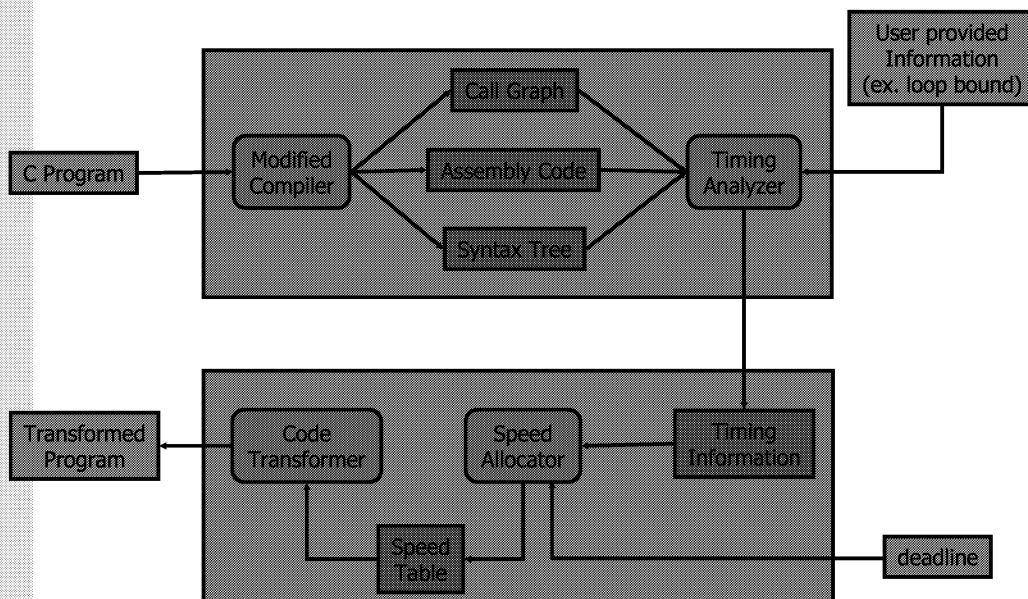 User provided
Information
(ex. loop bound)
Call Graph
C Program
Modified
Compiler
Assembly Code
Timing
Analyzer
Syntax Tree
Transformed
Program
Code
Transformer
Speed
Allocator
Timing
Information
Speed
Table
deadline